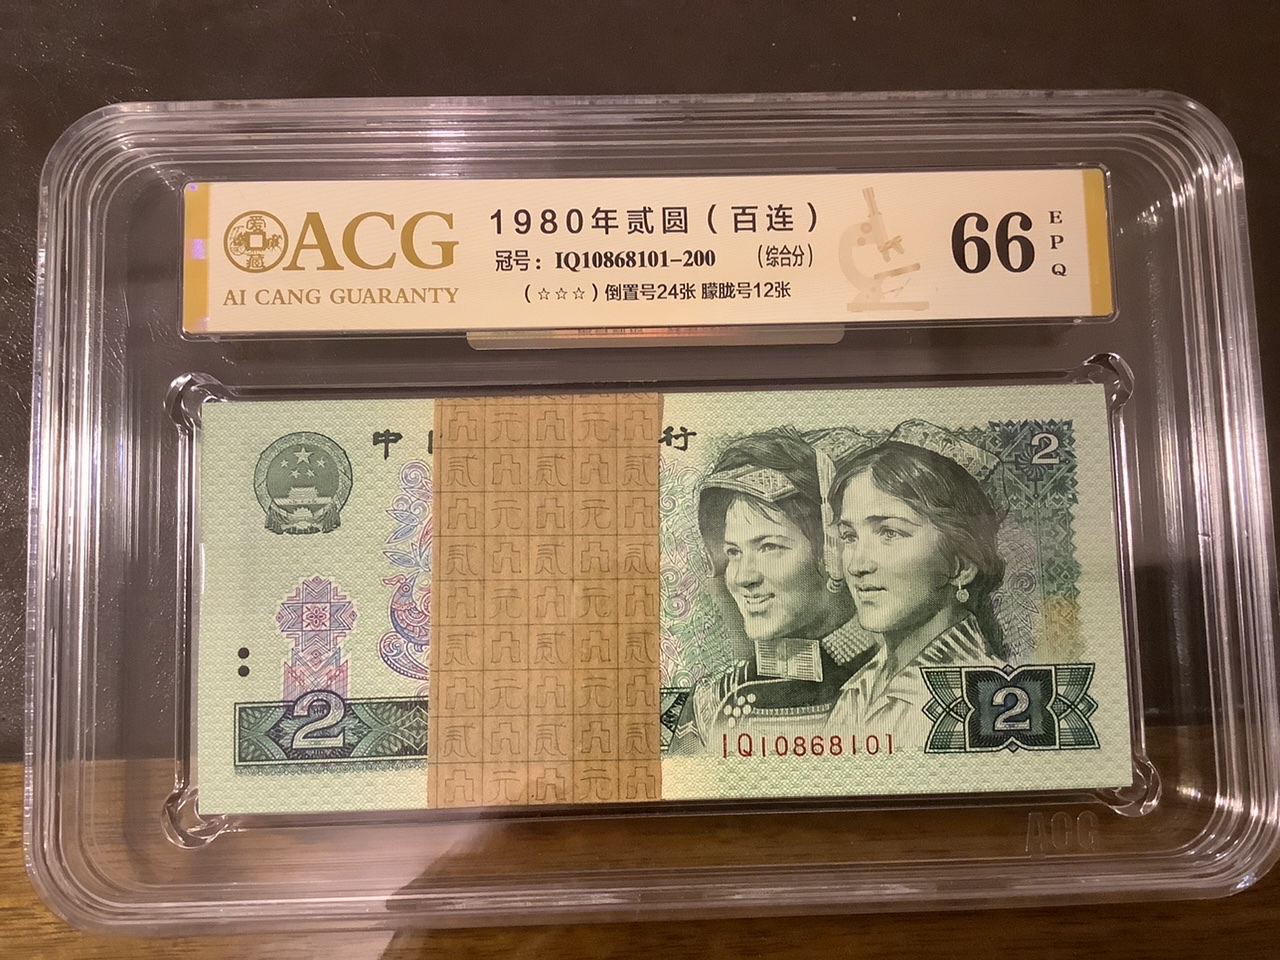 爱藏
ACG
AI CANG GUARANTY
1980年贰圆（百连）
冠号：IQ10868101-200 （综合分）
（☆☆☆）倒置号24张 朦胧号12张
66
EPQ
中 行
2
2
2
IQ10868101
ACG